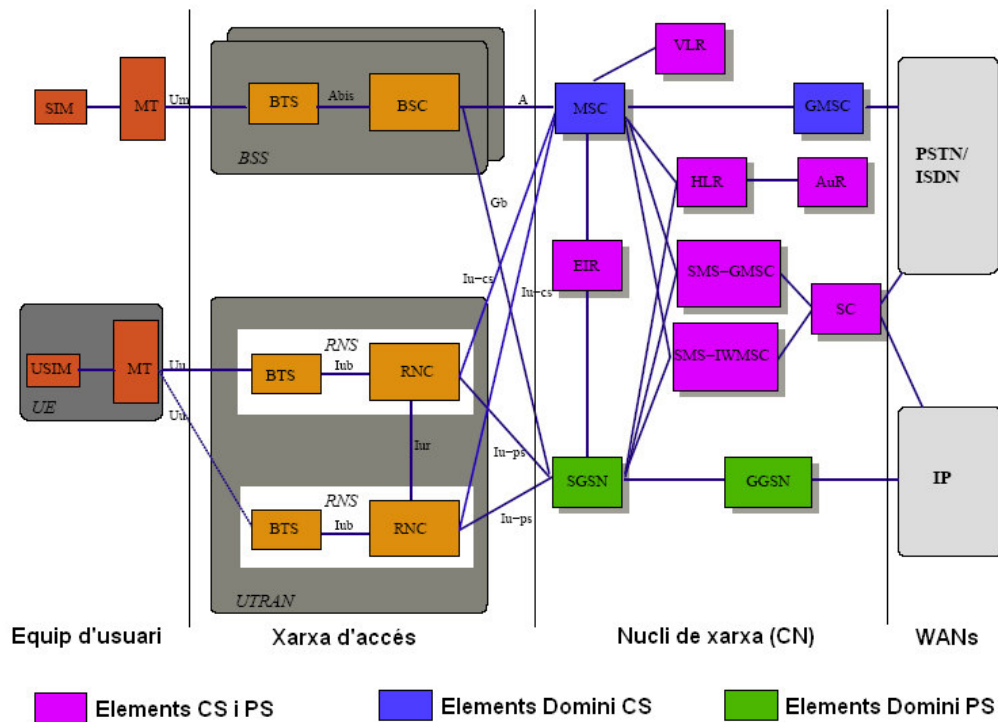 VLR
SIM
MT
Um
BTS
Abis
BSC
A
MSC
GMSC
BSS
PSTN/
ISDN
HLR
AuR
Gb
EIR
SMS-GMSC
Iu-cs
Iu-cs
SC
USIM
MT
UE
Uu
Uu
RNS
BTS
Iub
RNC
SMS-IWMSC
Iur
Iu-ps
SGSN
GGSN
IP
RNS
BTS
Iub
RNC
Iu-ps
UTRAN
Equip d'usuari
Xarxa d'accés
Nucli de xarxa (CN)
WANs
Elements CS i PS
Elements Domini CS
Elements Domini PS